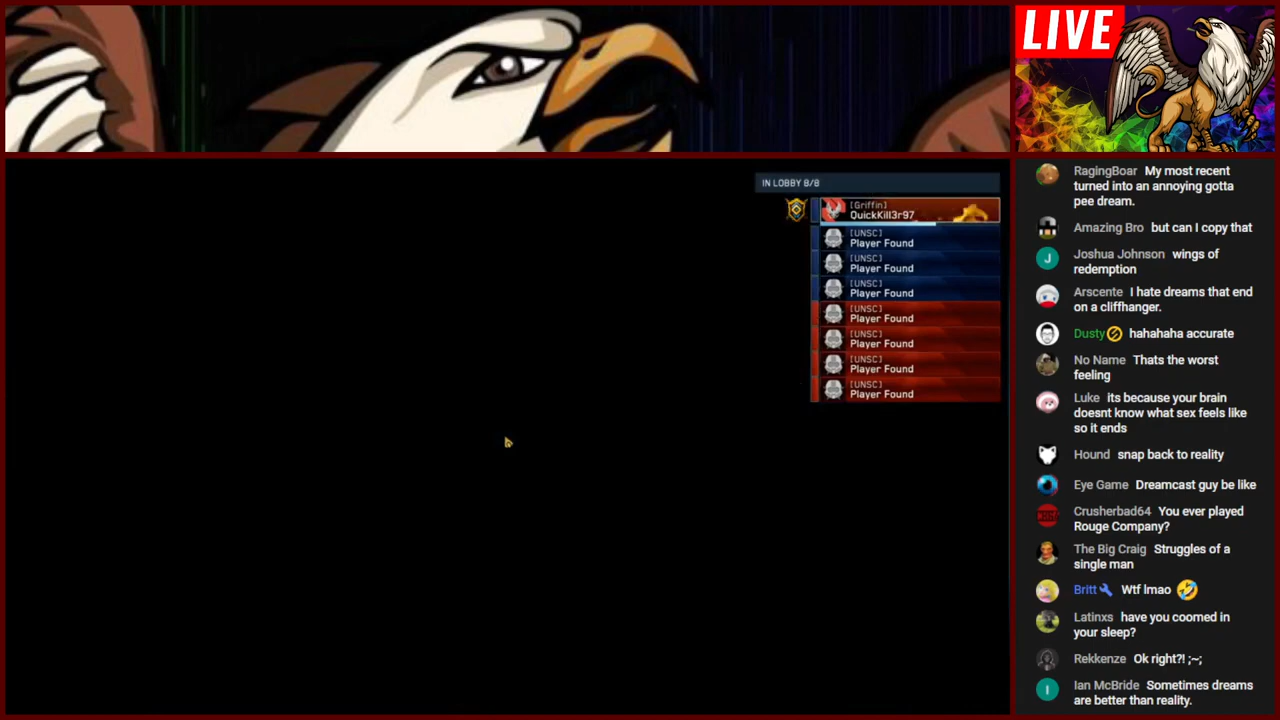 LIVE
IN LOBBY 8/8
[Griffin]
QuickKill3r97
[UNSC]
Player Found
[UNSC]
Player Found
[UNSC]
Player Found
[UNSC]
Player Found
[UNSC]
Player Found
[UNSC]
Player Found
[UNSC]
Player Found
RagingBoar My most recent
turned into an annoying gotta
pee dream.
Amazing Bro but can I copy that
J Joshua Johnson wings of
redemption
Arscente I hate dreams that end
on a cliffhanger.
Dusty hahahaha accurate
No Name Thats the worst
feeling
Luke its because your brain
doesnt know what sex feels like
so it ends
Hound snap back to reality
Eye Game Dreamcast guy be like
Crusherbad64 You ever played
Rouge Company?
The Big Craig Struggles of a
single man
Britt Wtf lmao 🤣
Latinxs have you coomed in
your sleep?
Rekkenze Ok right?! ;~;
I Ian McBride Sometimes dreams
are better than reality.